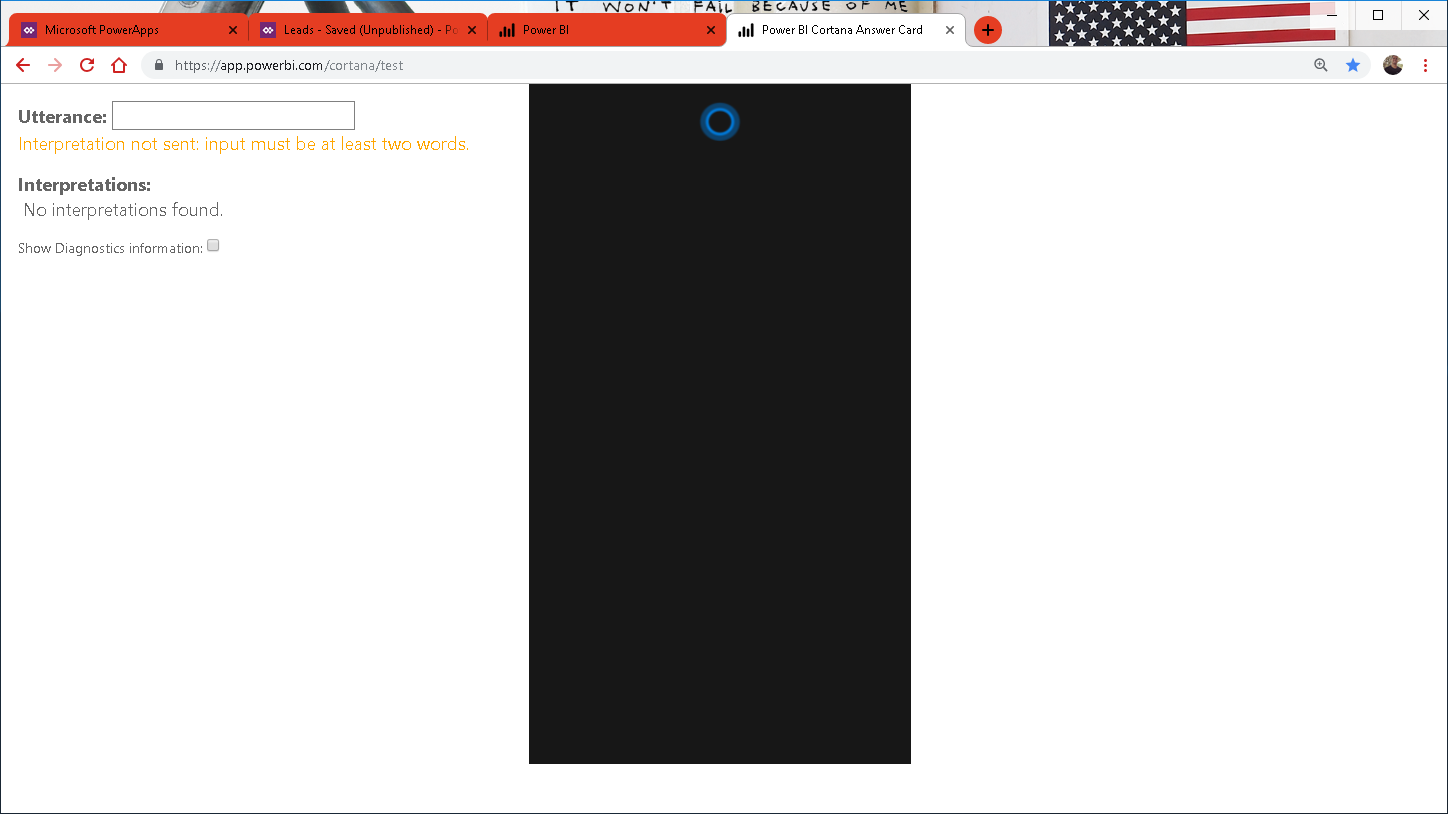 IT WON'T FAIL BECAUSE OF ME
Microsoft PowerApps
Leads - Saved (Unpublished) - Po
Power BI
Power BI Cortana Answer Card
https://app.powerbi.com/cortana/test
Utterance:
Interpretation not sent: input must be at least two words.
Interpretations:
No interpretations found.
Show Diagnostics information: